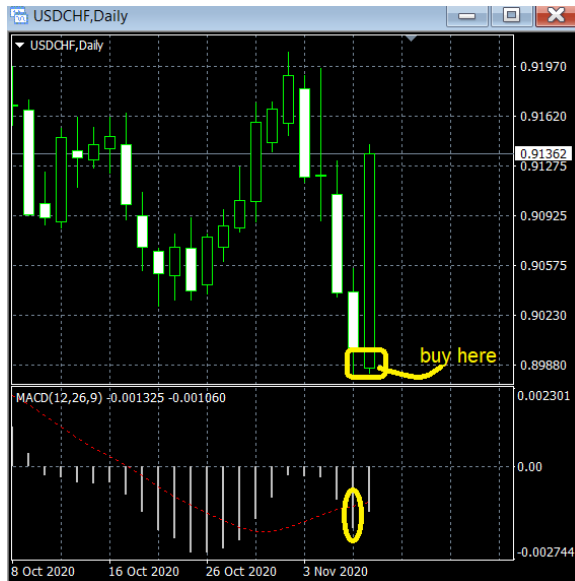 USDCHF,Daily
USDCHF,Daily
0.91970
0.91620
0.91362
0.91275
0.90925
0.90575
0.90230
0.89880
buy here
MACD(12,26,9) -0.001325 -0.001060
0.002301
0.00
-0.002744
8 Oct 2020 16 Oct 2020 26 Oct 2020 3 Nov 2020